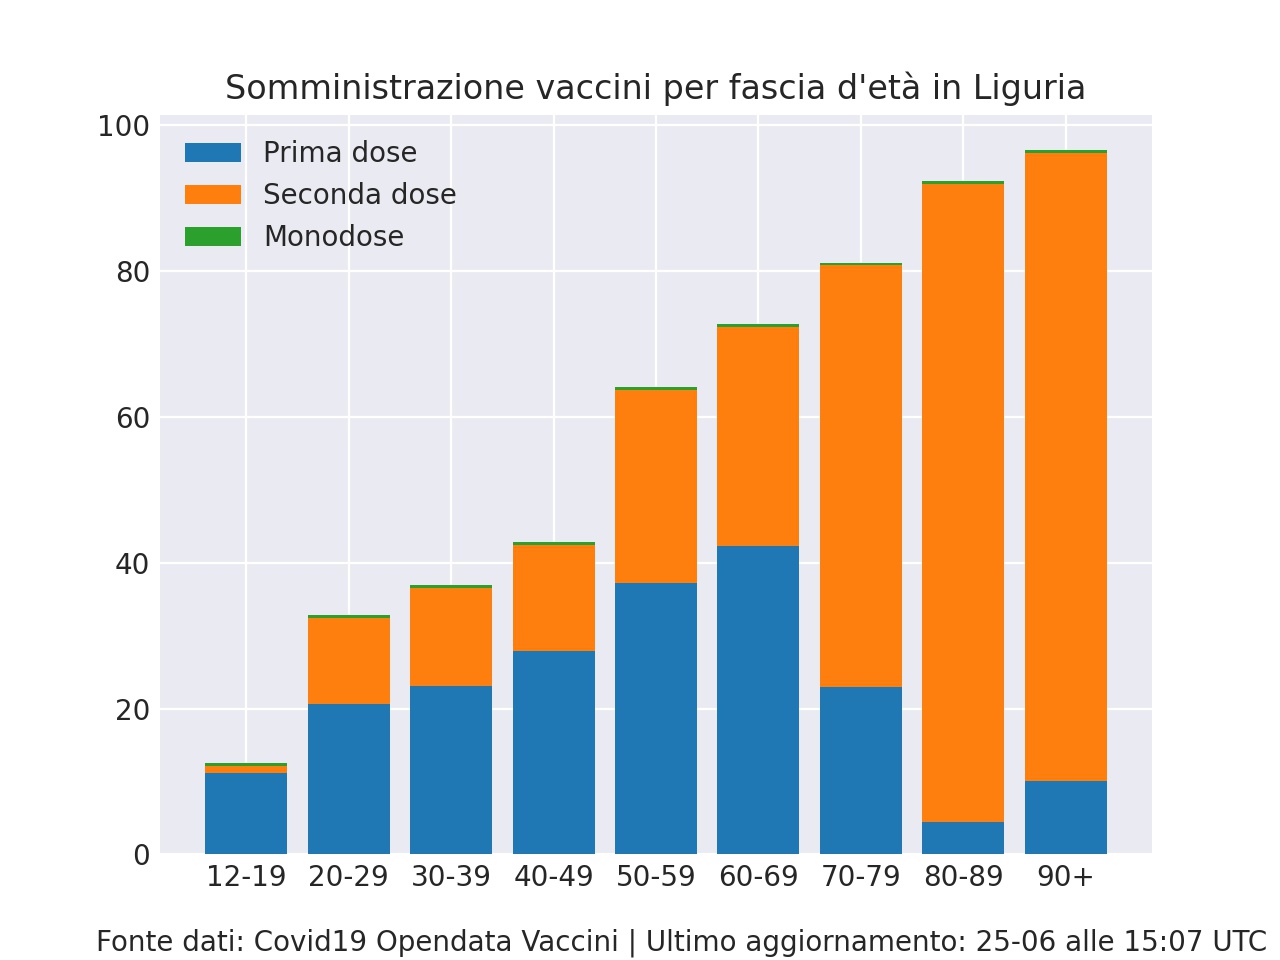 Somministrazione vaccini per fascia d'età in Liguria
100
80
60
40
20
0
Prima dose
Seconda dose
Monodose
12-19 20-29 30-39 40-49 50-59 60-69 70-79 80-89 90+
Fonte dati: Covid19 Opendata Vaccini | Ultimo aggiornamento: 25-06 alle 15:07 UTC